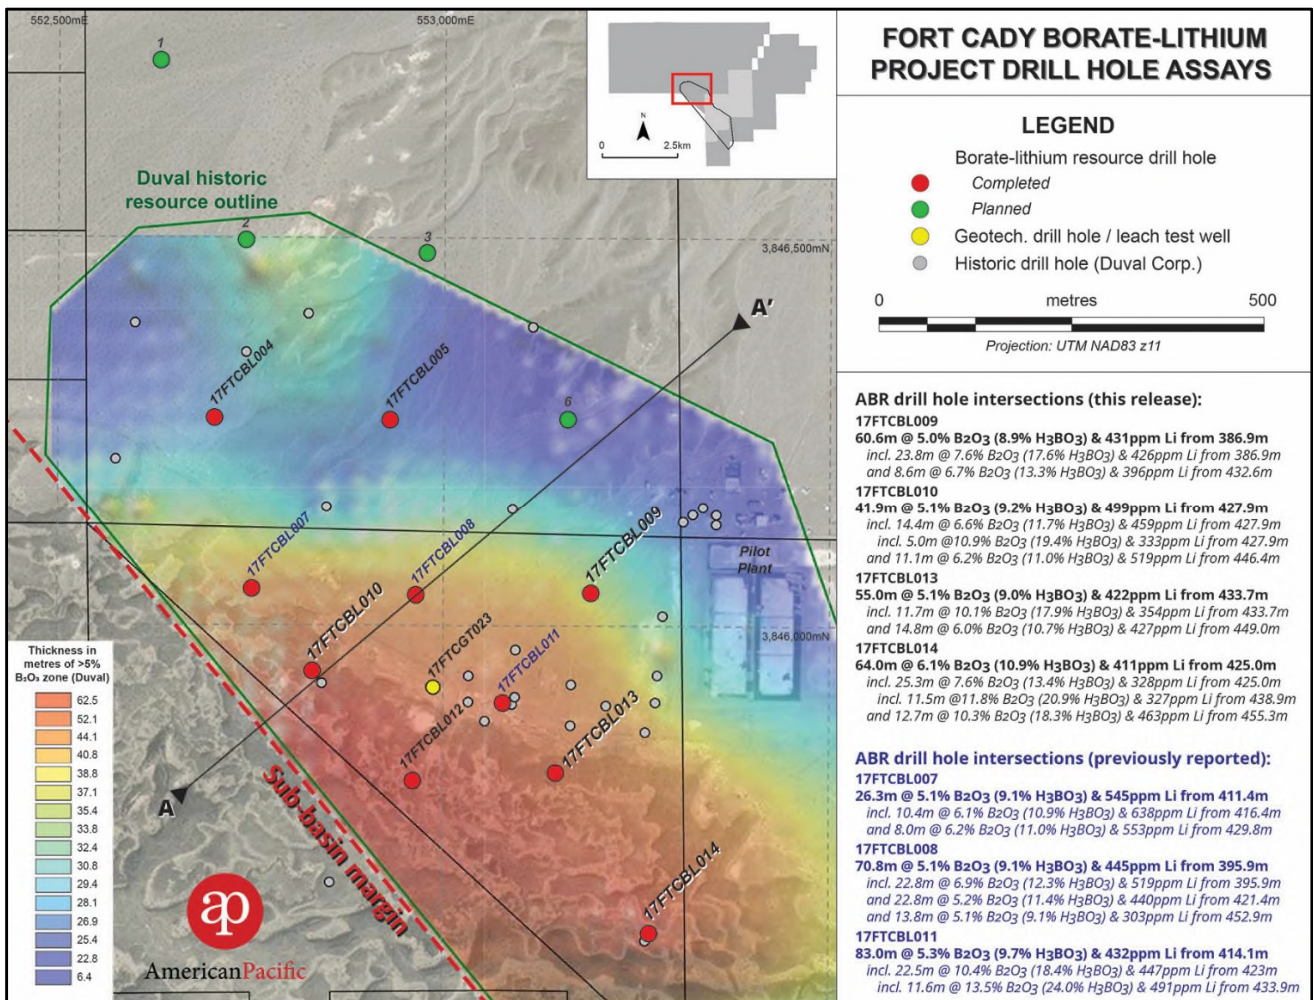 552,500mE
553,000mE
1
Duval historic
resource outline
2
3
3,846,500mN
N
0
2.5km
A'
17FTCBL004
17FTCBL005
6
17FTCBL007
17FTCBL008
17FTCBL009
Pilot
Plant
17FTCBL010
17FTCGT023
17FTCBL011
3,846,000mN
17FTCBL012
17FTCBL013
A
Sub-basin margin
17FTCBL014
Thickness in
metres of >5%
B₂O₃ zone (Duval)
62.5
52.1
44.1
40.8
38.8
37.1
35.4
33.8
32.4
30.8
29.4
28.1
26.9
25.4
22.8
6.4
ap
AmericanPacific
FORT CADY BORATE-LITHIUM
PROJECT DRILL HOLE ASSAYS
LEGEND
Borate-lithium resource drill hole
Completed
Planned
Geotech. drill hole / leach test well
Historic drill hole (Duval Corp.)
0 metres 500
Projection: UTM NAD83 z11
ABR drill hole intersections (this release):
17FTCBL009
60.6m @ 5.0% B2O3 (8.9% H3BO3) & 431ppm Li from 386.9m
incl. 23.8m @ 7.6% B2O3 (17.6% H3BO3) & 426ppm Li from 386.9m
and 8.6m @ 6.7% B2O3 (13.3% H3BO3) & 396ppm Li from 432.6m
17FTCBL010
41.9m @ 5.1% B2O3 (9.2% H3BO3) & 499ppm Li from 427.9m
incl. 14.4m @ 6.6% B2O3 (11.7% H3BO3) & 459ppm Li from 427.9m
incl. 5.0m @10.9% B2O3 (19.4% H3BO3) & 333ppm Li from 427.9m
and 11.1m @ 6.2% B2O3 (11.0% H3BO3) & 519ppm Li from 446.4m
17FTCBL013
55.0m @ 5.1% B2O3 (9.0% H3BO3) & 422ppm Li from 433.7m
incl. 11.7m @ 10.1% B2O3 (17.9% H3BO3) & 354ppm Li from 433.7m
and 14.8m @ 6.0% B2O3 (10.7% H3BO3) & 427ppm Li from 449.0m
17FTCBL014
64.0m @ 6.1% B2O3 (10.9% H3BO3) & 411ppm Li from 425.0m
incl. 25.3m @ 7.6% B2O3 (13.4% H3BO3) & 328ppm Li from 425.0m
incl. 11.5m @11.8% B2O3 (20.9% H3BO3) & 327ppm Li from 438.9m
and 12.7m @ 10.3% B2O3 (18.3% H3BO3) & 463ppm Li from 455.3m
ABR drill hole intersections (previously reported):
17FTCBL007
26.3m @ 5.1% B2O3 (9.1% H3BO3) & 545ppm Li from 411.4m
incl. 10.4m @ 6.1% B2O3 (10.9% H3BO3) & 638ppm Li from 416.4m
and 8.0m @ 6.2% B2O3 (11.0% H3BO3) & 553ppm Li from 429.8m
17FTCBL008
70.8m @ 5.1% B2O3 (9.1% H3BO3) & 445ppm Li from 395.9m
incl. 22.8m @ 6.9% B2O3 (12.3% H3BO3) & 519ppm Li from 395.9m
and 22.8m @ 5.2% B2O3 (11.4% H3BO3) & 440ppm Li from 421.4m
and 13.8m @ 5.1% B2O3 (9.1% H3BO3) & 303ppm Li from 452.9m
17FTCBL011
83.0m @ 5.3% B2O3 (9.7% H3BO3) & 432ppm Li from 414.1m
incl. 22.5m @ 10.4% B2O3 (18.4% H3BO3) & 447ppm Li from 423m
incl. 11.6m @ 13.5% B2O3 (24.0% H3BO3) & 491ppm Li from 433.9m